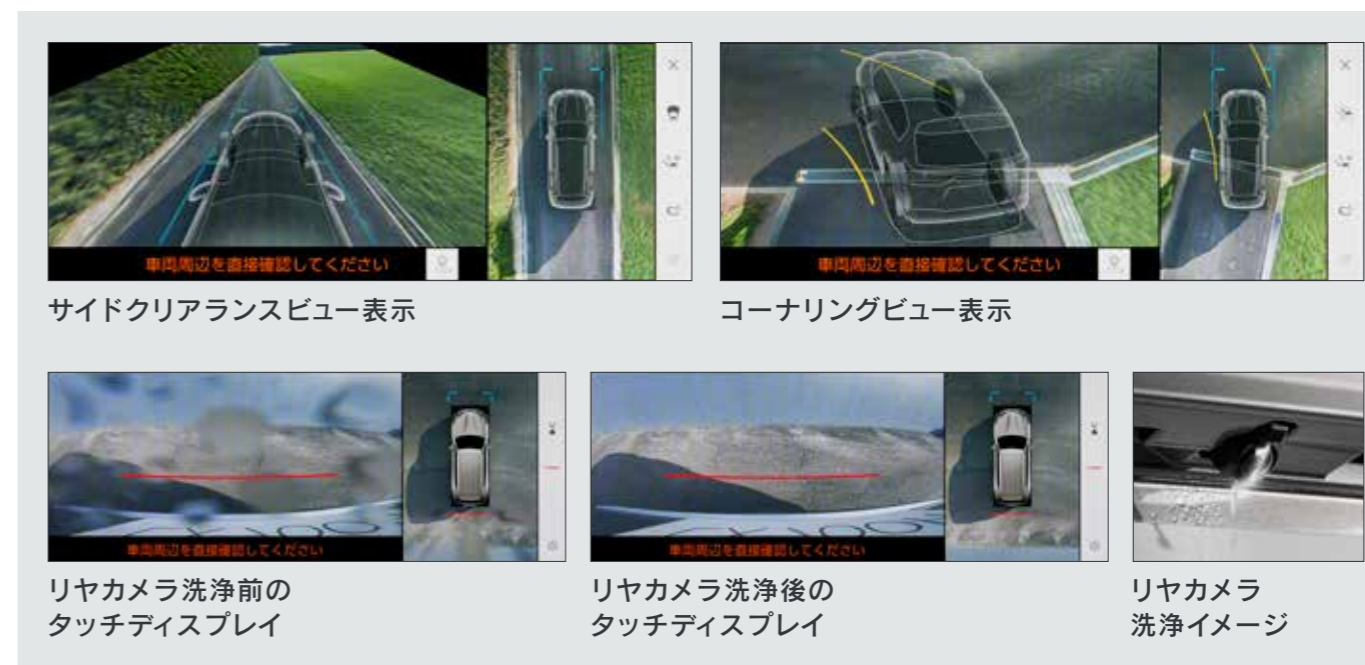 車両周辺を直接確認してください
車両周辺を直接確認してください
サイドクリアランスビュー表示
コーナリングビュー表示
車両周辺を直接確認してください
車両周辺を直接確認してください
リヤカメラ洗浄前の
タッチディスプレイ
リヤカメラ洗浄後の
タッチディスプレイ
リヤカメラ
洗浄イメージ